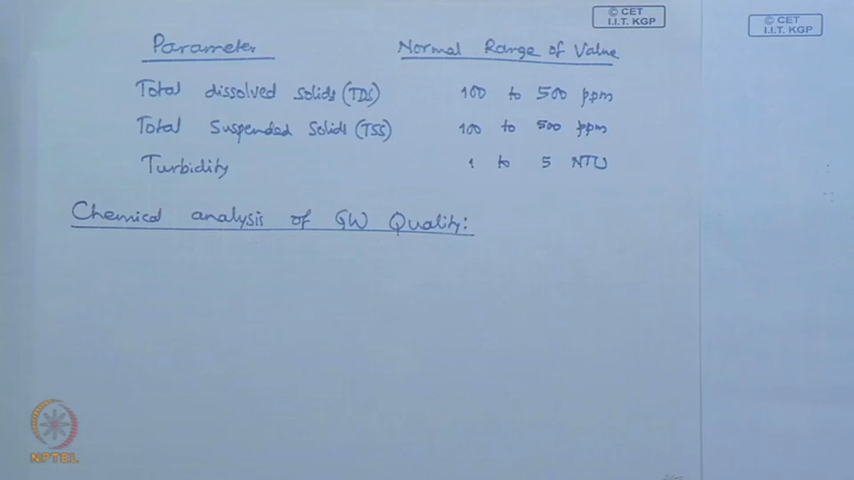 © CET
I.I.T. KGP
© CET
I.I.T. KGP
Parameter Normal Range of Value
Total dissolved solids (TDS) 100 to 500 ppm
Total Suspended Solids (TSS) 100 to 500 ppm
Turbidity 1 to 5 NTU
Chemical analysis of GW Quality:
NPTEL